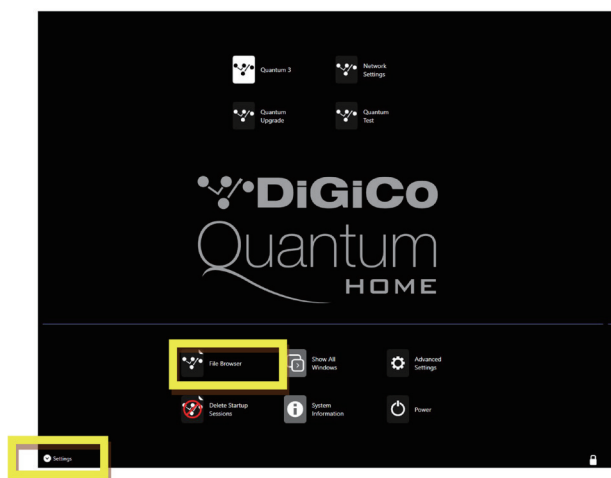 Quantum 3
Network
Settings
Quantum
Upgrade
Quantum
Test
DiGiCo
Quantum
HOME
File Browser
Show All
Windows
Advanced
Settings
Delete Startup
Sessions
System
Information
Power
Settings